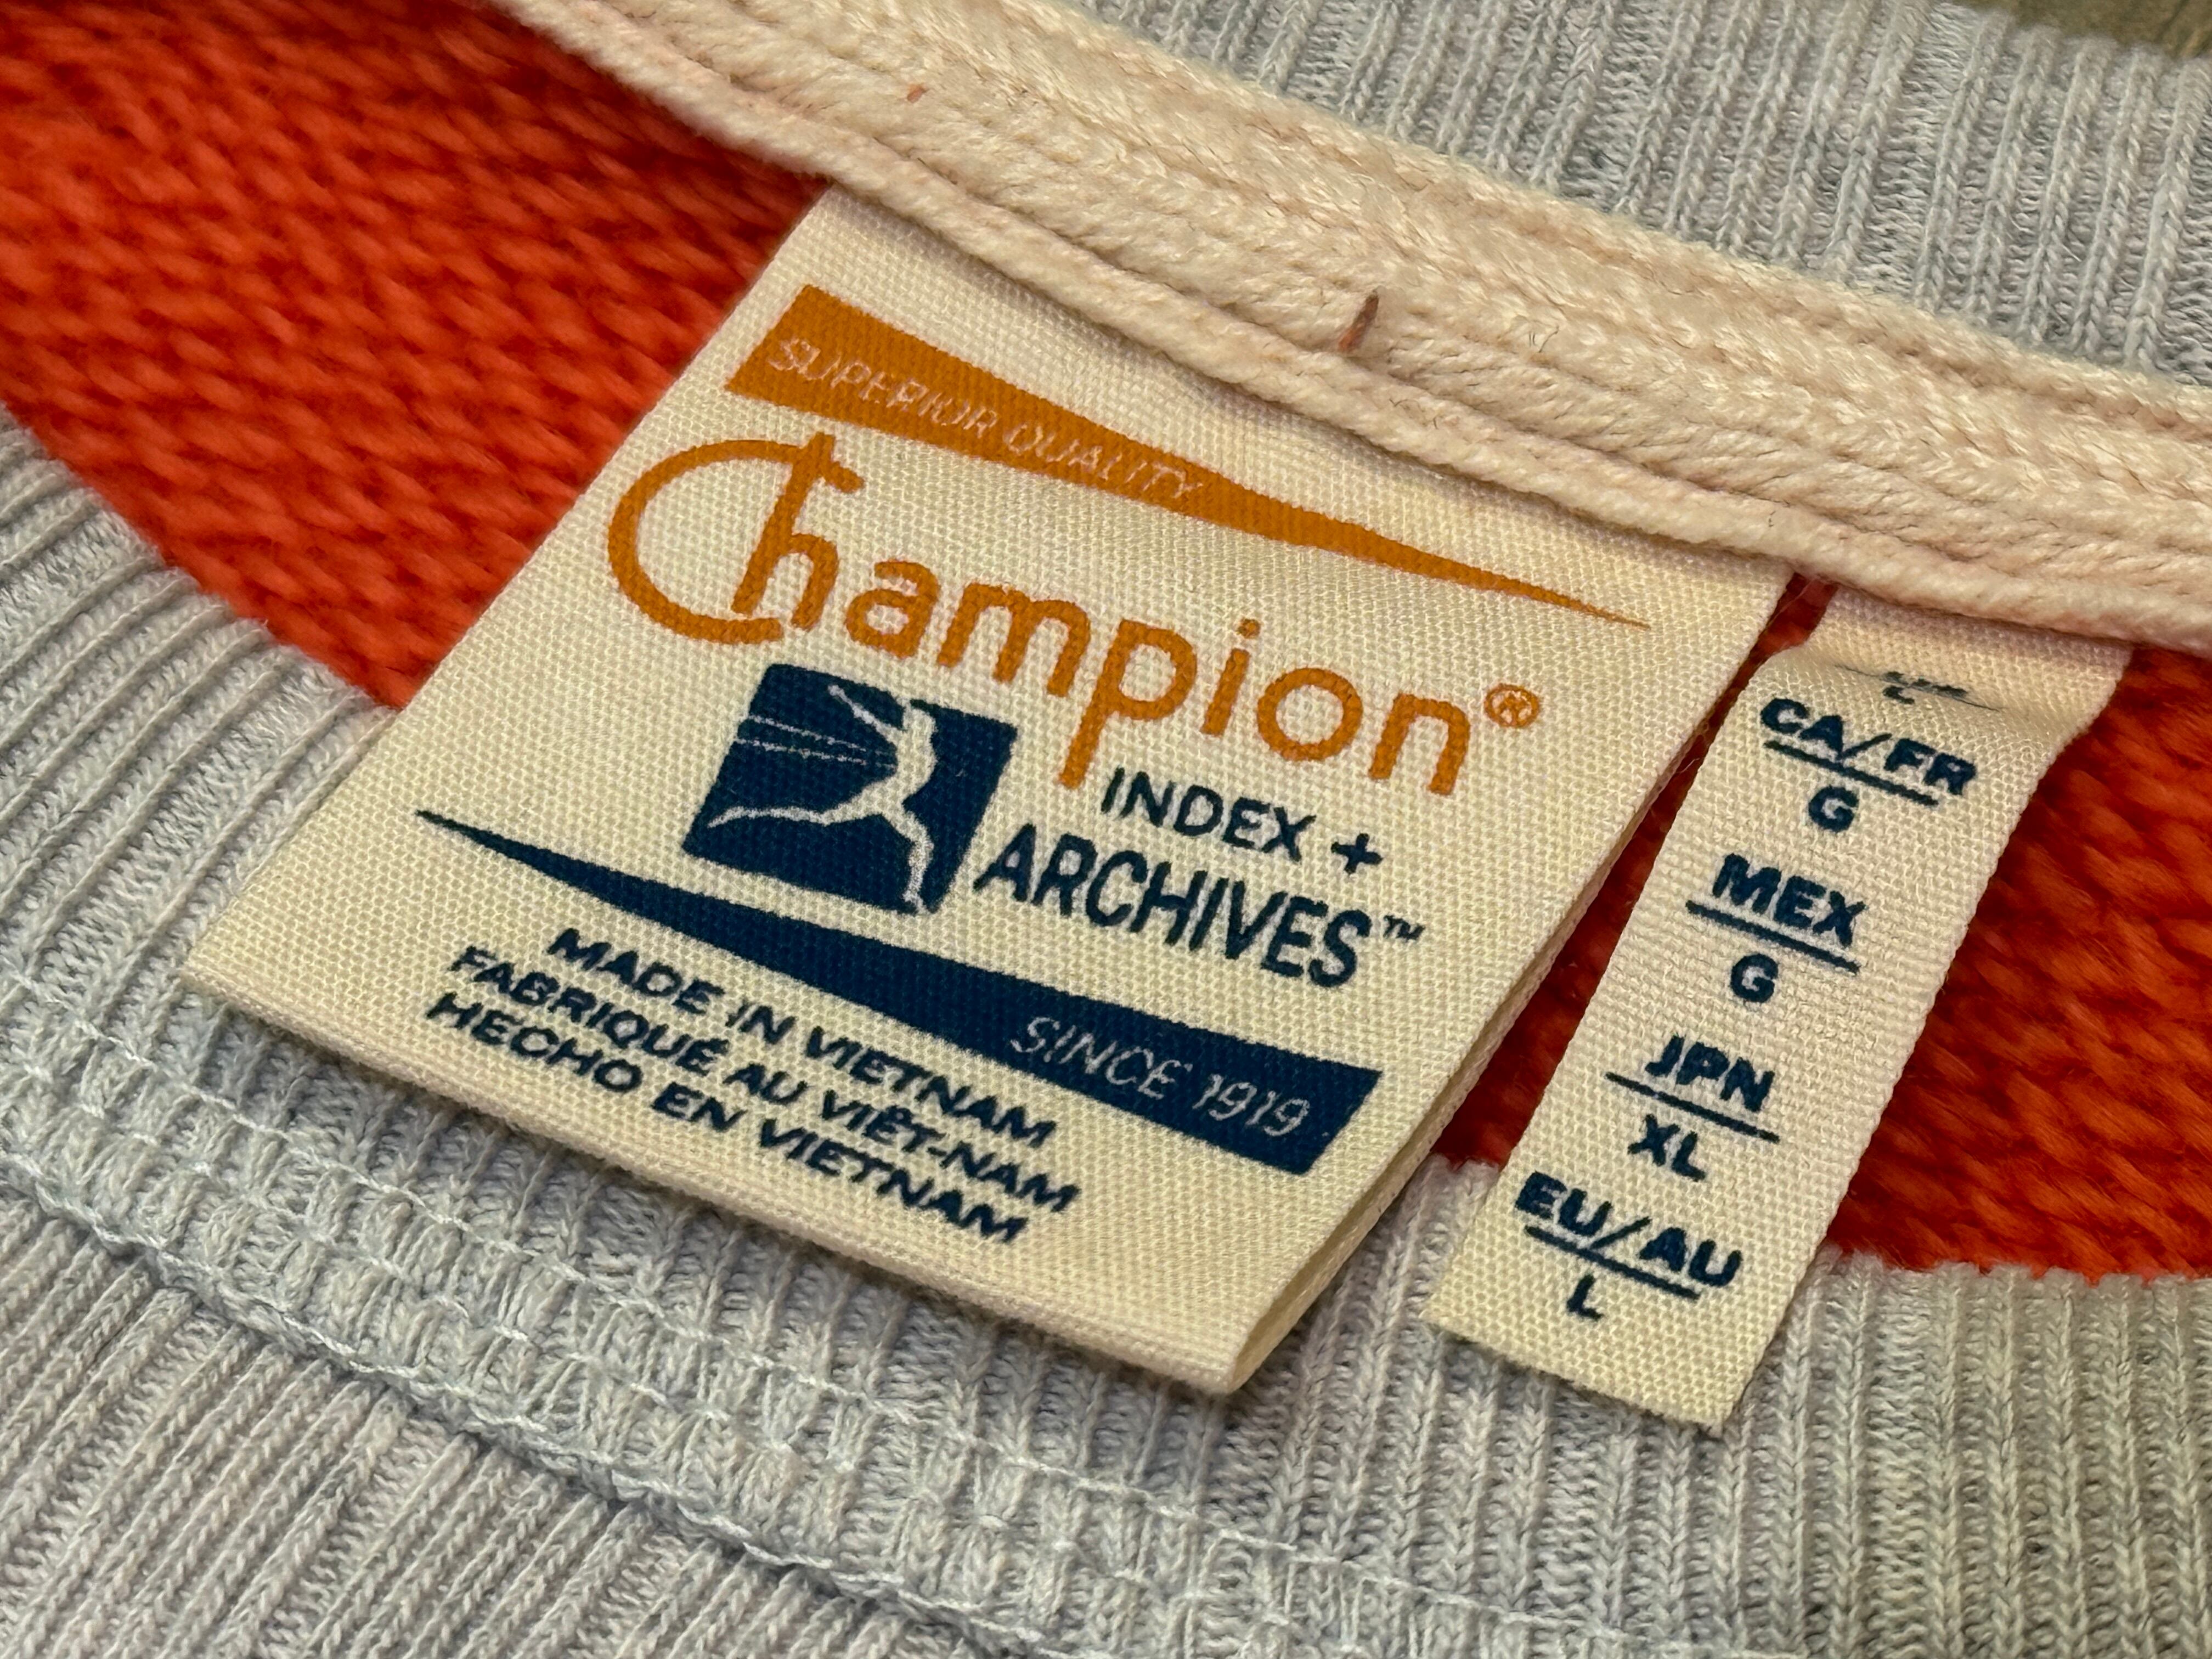 SUPERIOR QUALITY
Champion®
INDEX +
ARCHIVES™
SINCE 1919
MADE IN VIETNAM
FABRIQUÉ AU VIÊT-NAM
HECHO EN VIETNAM
L
CA/FR
G
MEX
G
JPN
XL
EU/AU
L